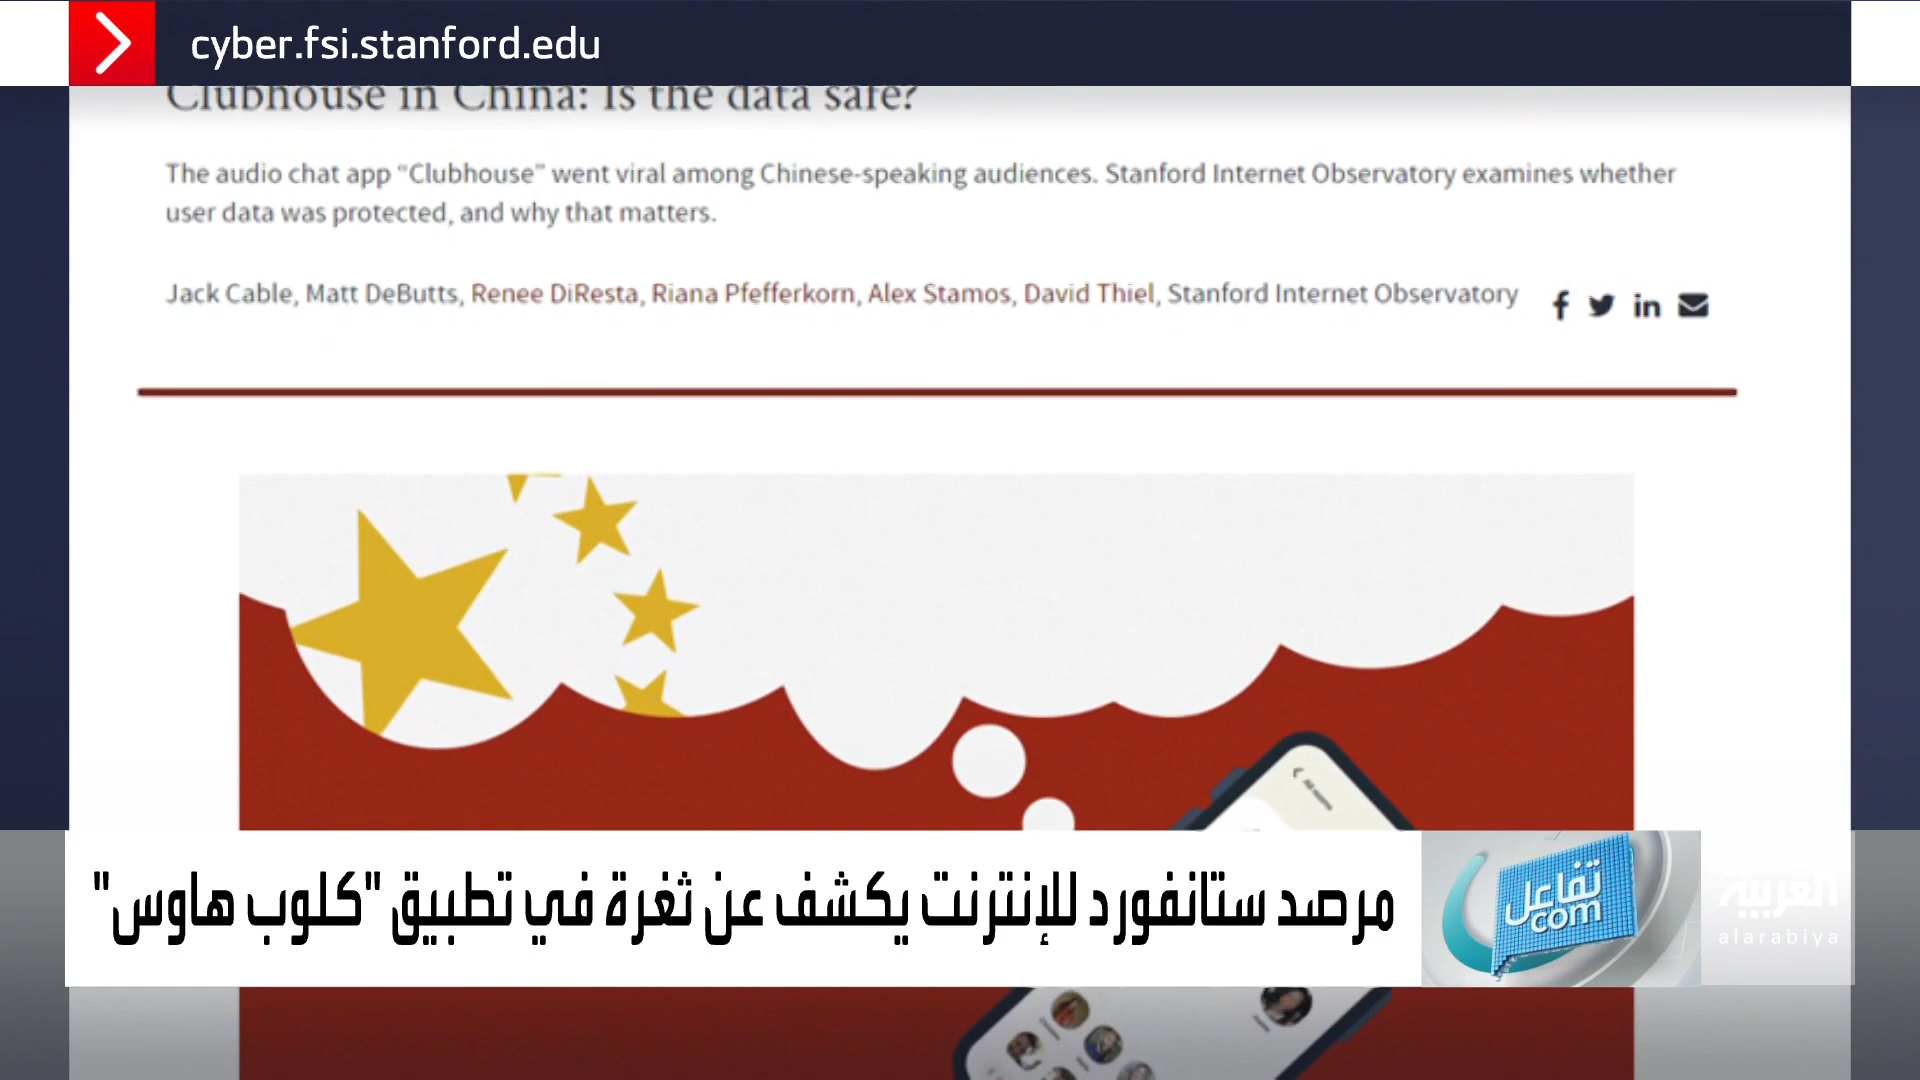 cyber.fsi.stanford.edu
Clubhouse in China: Is the data safe?
The audio chat app “Clubhouse” went viral among Chinese-speaking audiences. Stanford Internet Observatory examines whether
user data was protected, and why that matters.
Jack Cable, Matt DeButts, Renee DiResta, Riana Pfefferkorn, Alex Stamos, David Thiel, Stanford Internet Observatory
All rooms
مرصد ستانفورد للإنترنت يكشف عن ثغرة في تطبيق "كلوب هاوس"
تفاعل
com
العربية
alarabiya